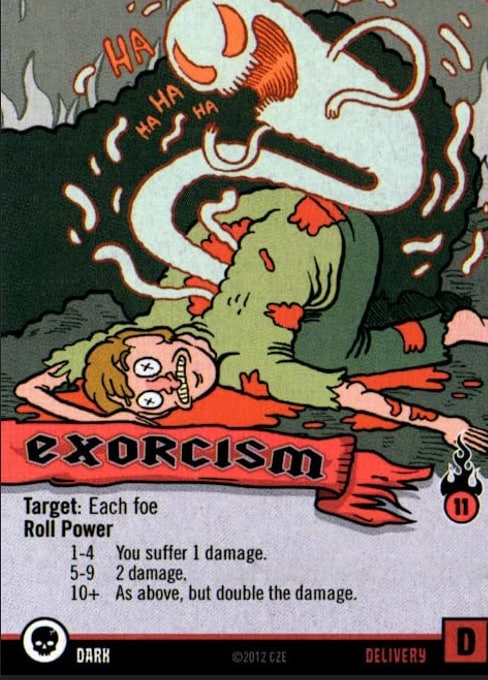 HA
HA
HA
HA
exorcism
11
Target: Each foe
Roll Power
1-4 You suffer 1 damage.
5-9 2 damage.
10+ As above, but double the damage.
DARK ©2012 CZE DELIVERY D